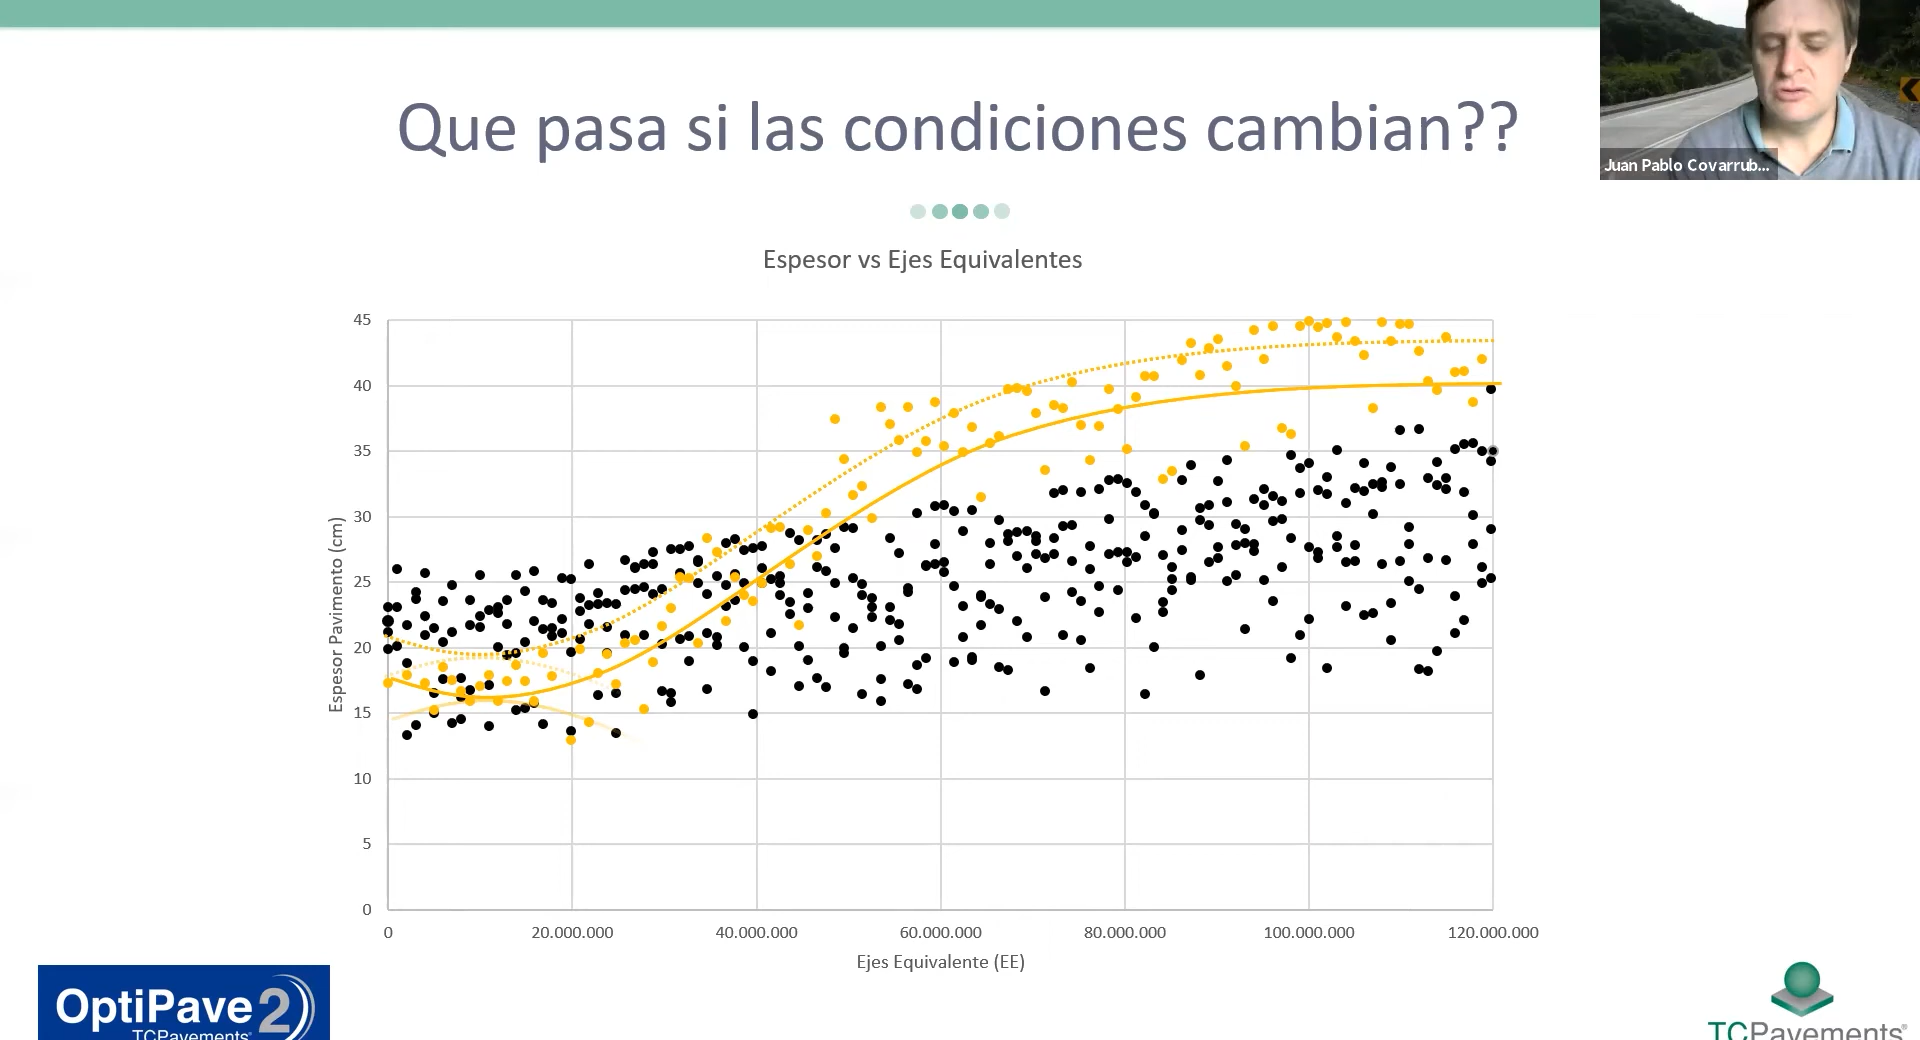 Que pasa si las condiciones cambian??
Juan Pablo Covarrub...
Espesor vs Ejes Equivalentes
45
40
35
30
25
20
15
10
5
0
Espesor Pavimento (cm)
0 20.000.000 40.000.000 60.000.000 80.000.000 100.000.000 120.000.000
Ejes Equivalente (EE)
OptiPave 2
TCPavements®
TCPavements®